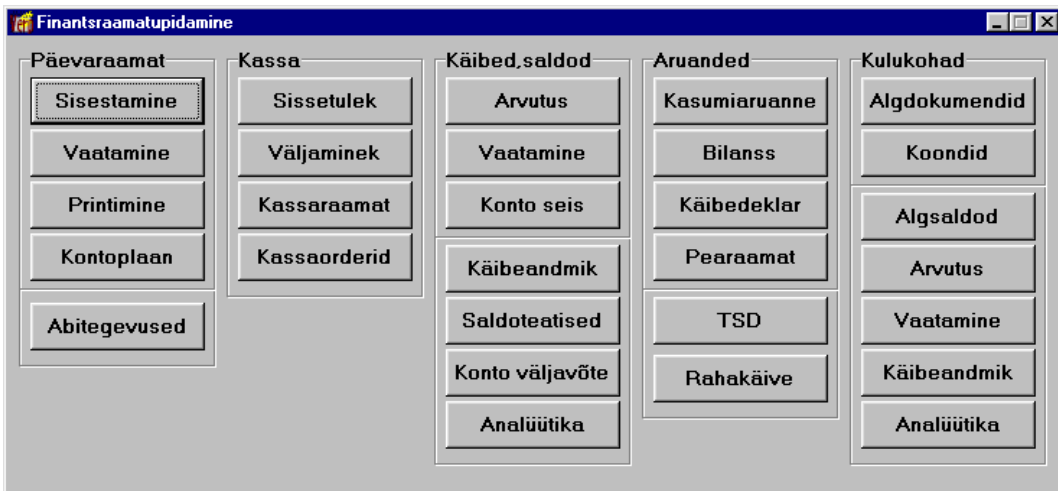 Finantsraamatupidamine
Päevaraamat
Sisestamine
Vaatamine
Printimine
Kontoplaan
Abitegevused
Kassa
Sissetulek
Väljaminek
Kassaraamat
Kassaorderid
Käibed,saldod
Arvutus
Vaatamine
Konto seis
Käibeandmik
Saldoteatised
Konto väljavõte
Analüütika
Aruanded
Kasumiaruanne
Bilanss
Käibedeklar
Pearaamat
TSD
Rahakäive
Kulukohad
Algdokumendid
Koondid
Algsaldod
Arvutus
Vaatamine
Käibeandmik
Analüütika